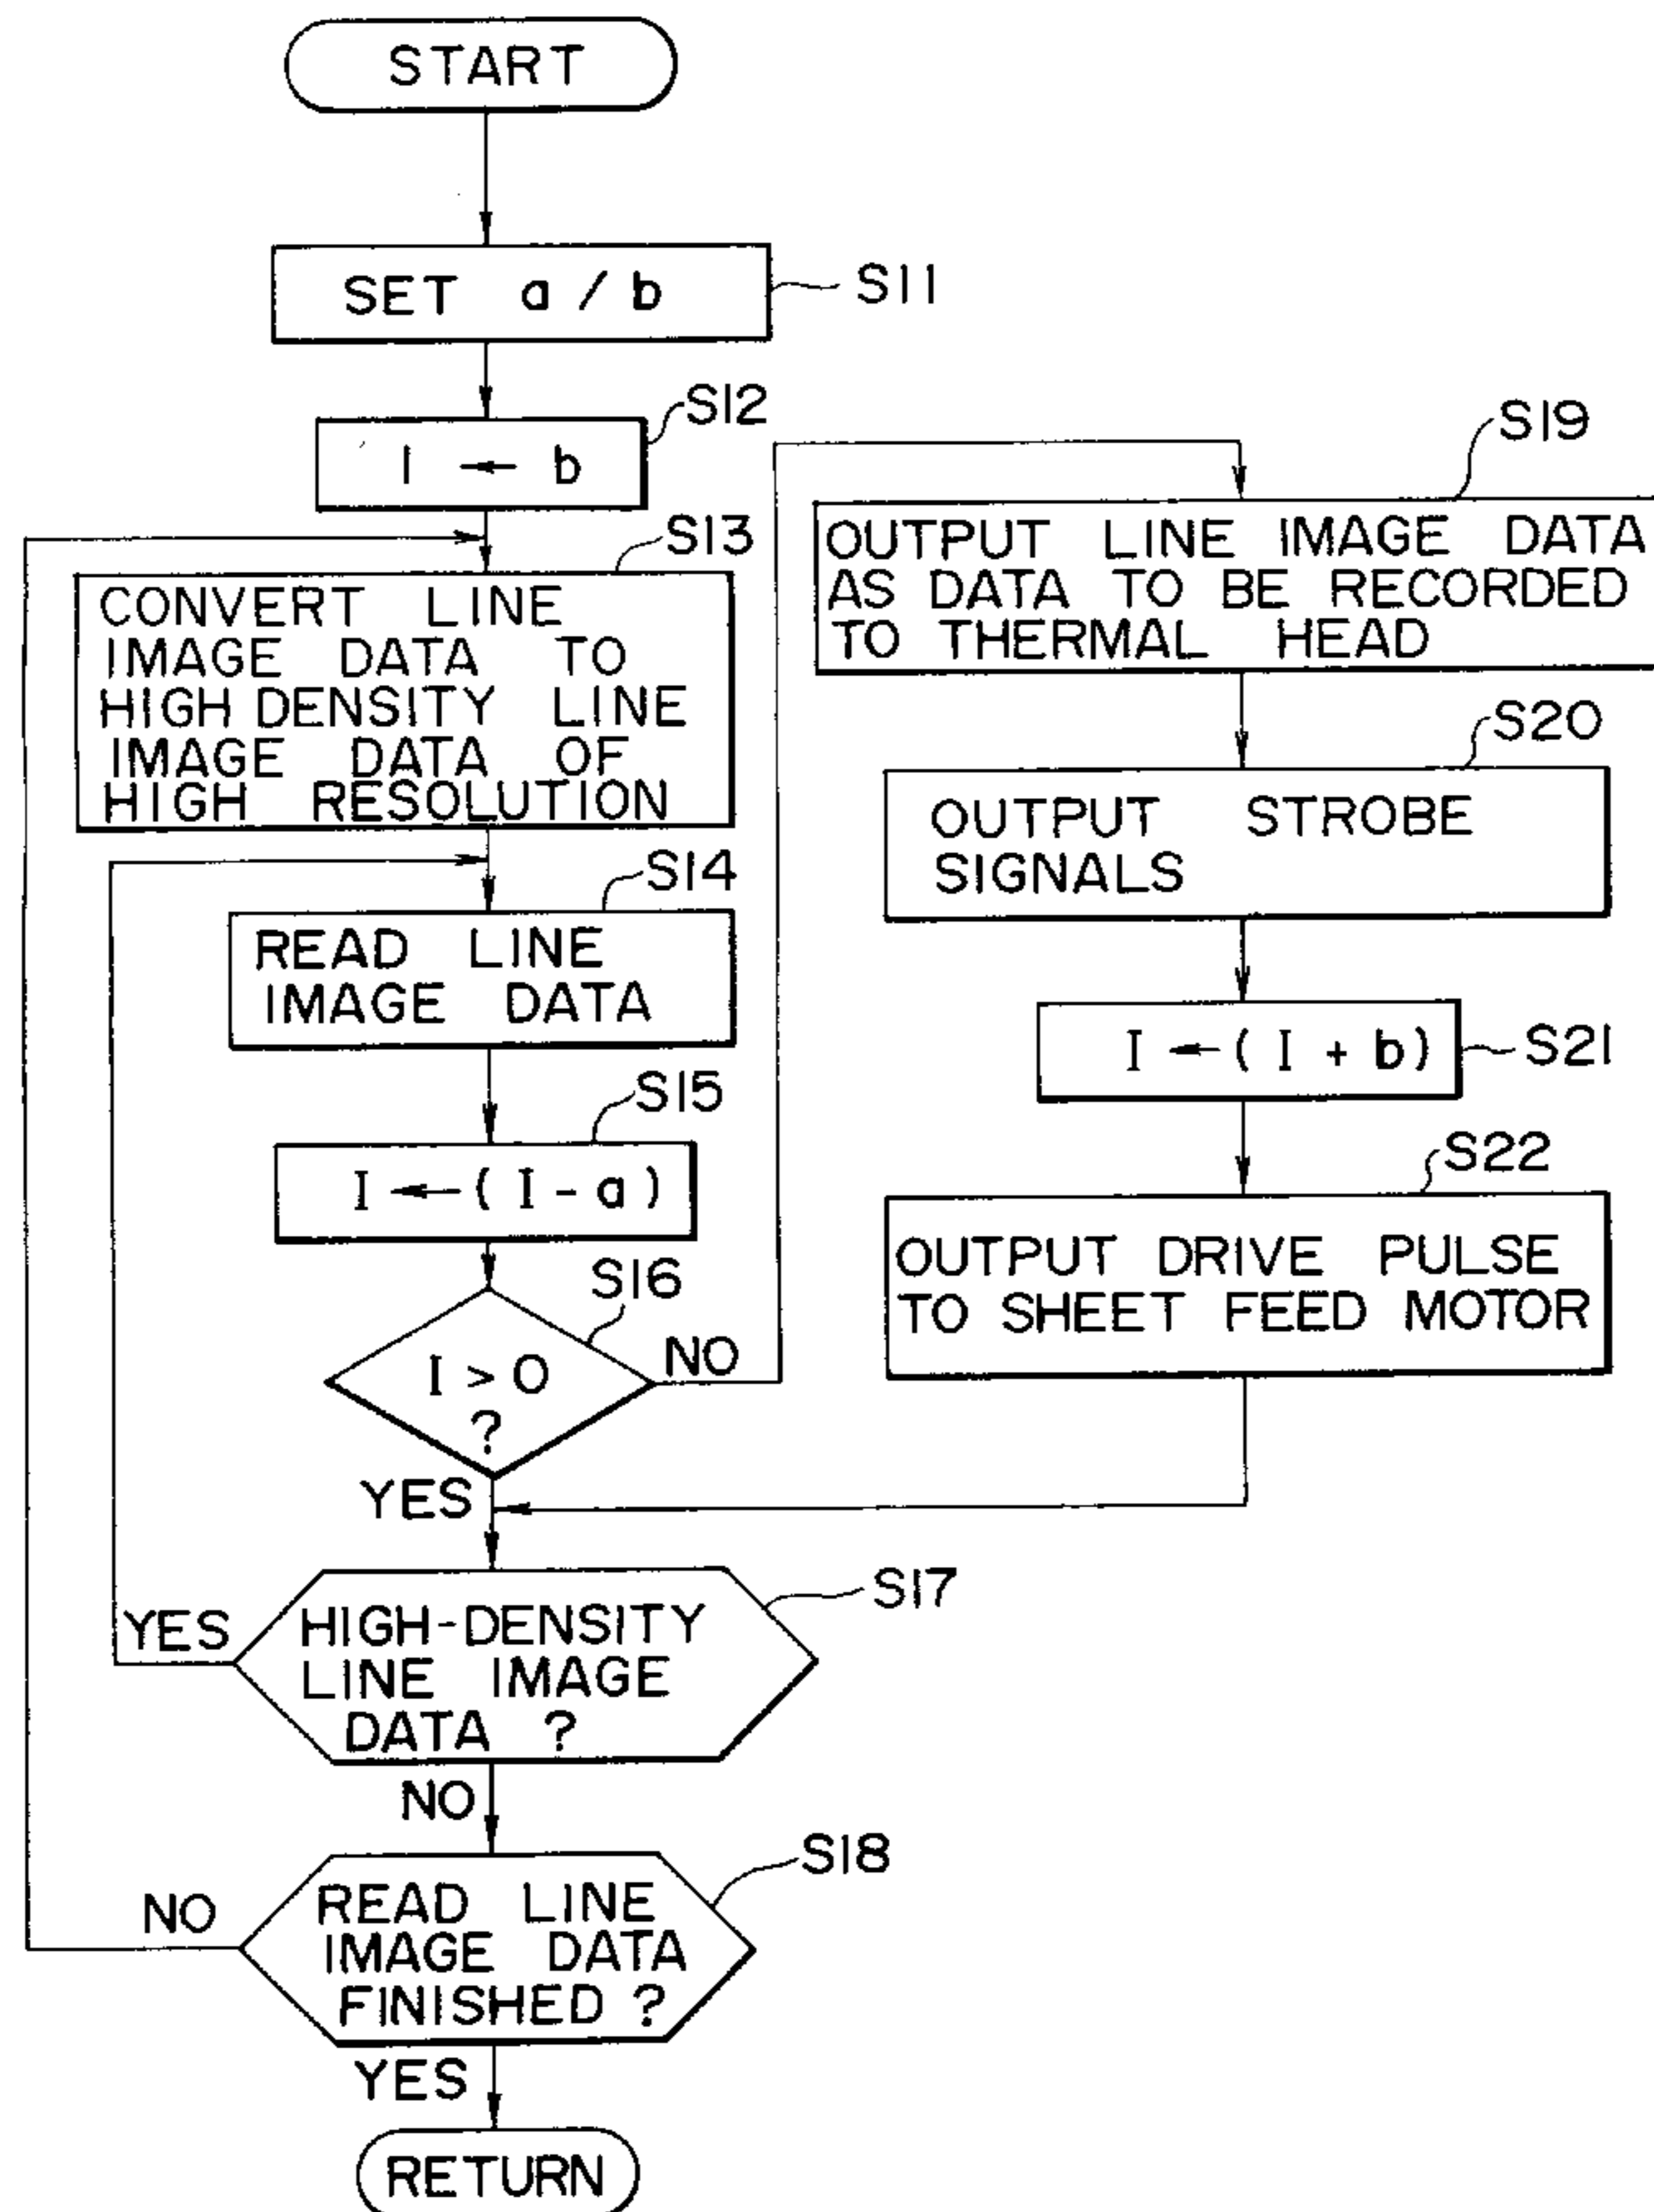 START
SET a / b
S11
S12
I ← b
S13
CONVERT LINE
IMAGE DATA TO
HIGH DENSITY LINE
IMAGE DATA OF
HIGH RESOLUTION
S14
READ LINE
IMAGE DATA
S15
I ← ( I - a )
S16
I > 0
?
NO
YES
S17
HIGH-DENSITY
LINE IMAGE
DATA ?
YES
NO
S18
READ LINE
IMAGE DATA
FINISHED ?
NO
YES
RETURN
S19
OUTPUT LINE IMAGE DATA
AS DATA TO BE RECORDED
TO THERMAL HEAD
S20
OUTPUT STROBE
SIGNALS
I ← ( I + b )
S21
S22
OUTPUT DRIVE PULSE
TO SHEET FEED MOTOR